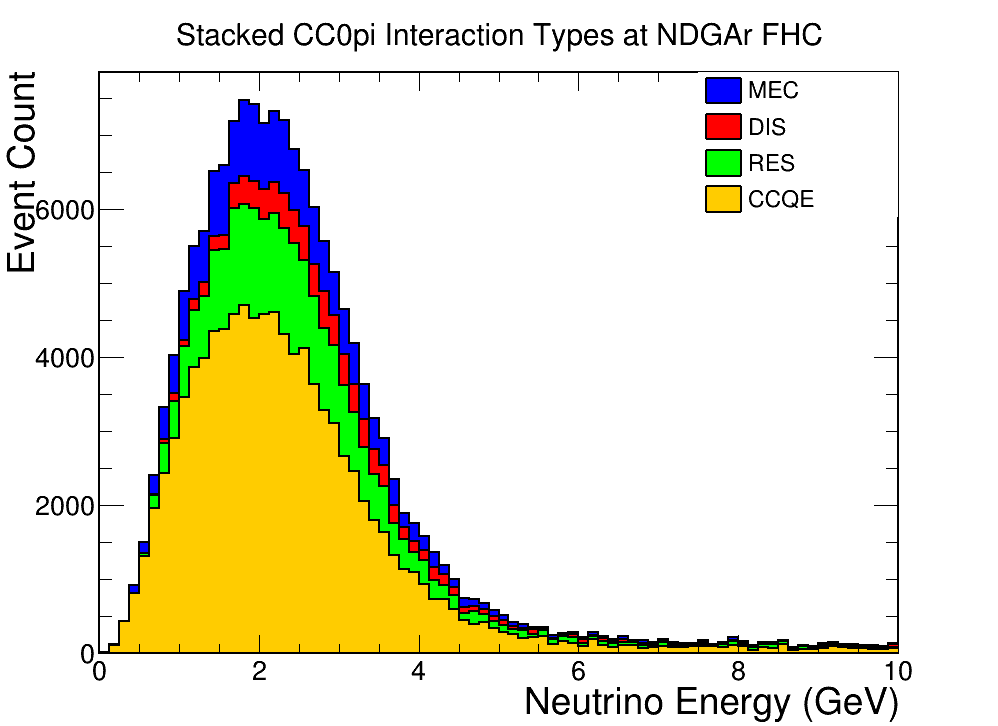 Stacked CC0pi Interaction Types at NDGAr FHC
Event Count
MEC
DIS
RES
CCQE
6000
4000
2000
0
0 2 4 6 8 10
Neutrino Energy (GeV)